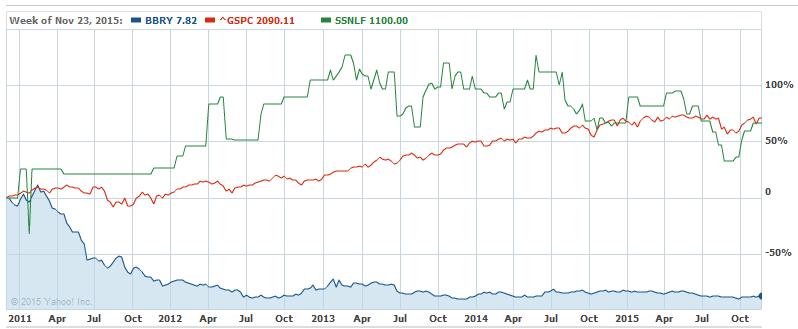 Week of Nov 23, 2015: BBRY 7.82 ^GSPC 2090.11 SSNLF 1100.00
100%
50%
0
-50%
© 2015 Yahoo! Inc.
2011 Apr Jul Oct 2012 Apr Jul Oct 2013 Apr Jul Oct 2014 Apr Jul Oct 2015 Apr Jul Oct